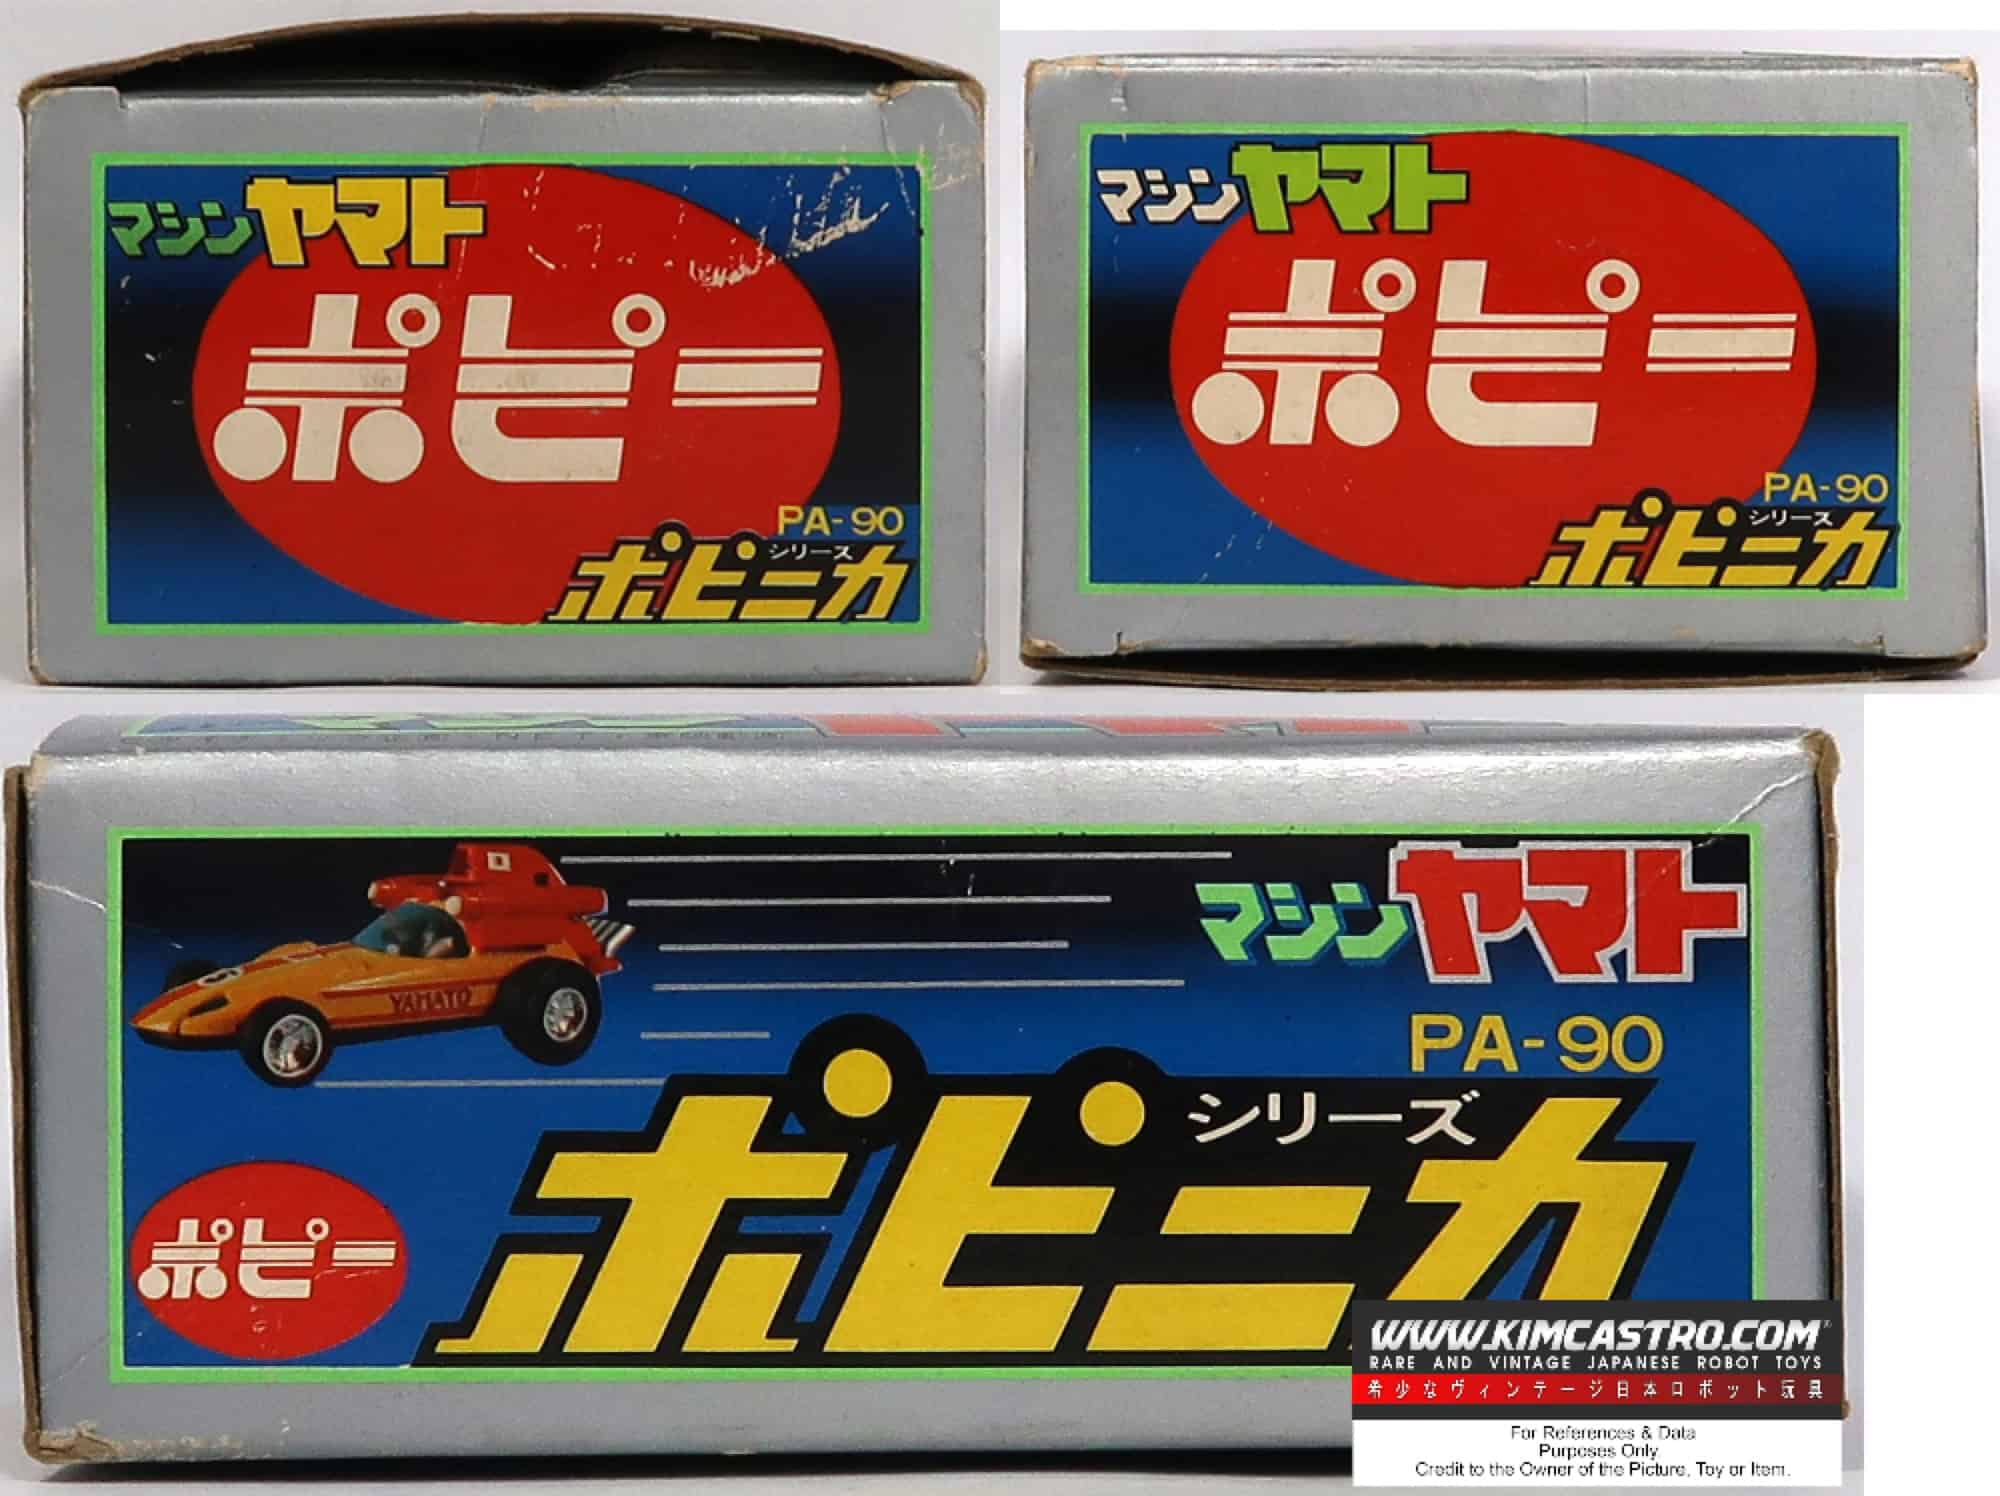 マシンヤマト
ポピー
PA-90
シリーズ
ポピニカ
マシンヤマト
ポピー
PA-90
シリーズ
ポピニカ
マシンヤマト
YAMATO
PA-90
シリーズ
ポピニカ
ポピー
WWW.KIMCASTRO.COM
RARE AND VINTAGE JAPANESE ROBOT TOYS
希少なヴィンテージ日本ロボット玩具
For References & Data
Purposes Only
Credit to the Owner of the Picture, Toy or Item.